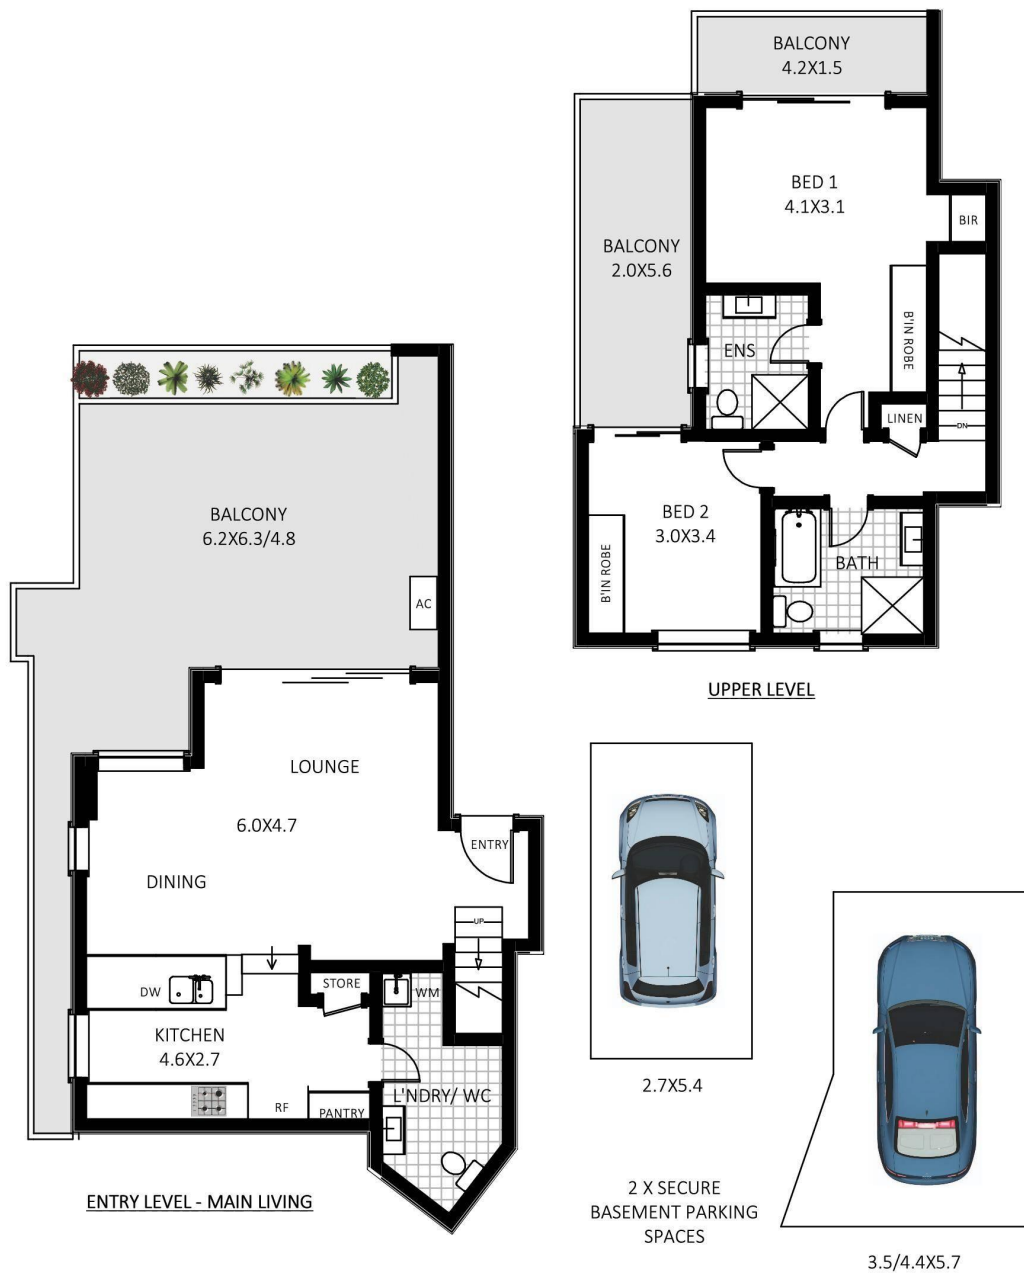 BALCONY
4.2X1.5
BED 1
4.1X3.1
BIR
BALCONY
2.0X5.6
B'IN ROBE
ENS
LINEN
DN
BED 2
3.0X3.4
B'IN ROBE
BATH
UPPER LEVEL
BALCONY
6.2X6.3/4.8
AC
LOUNGE
6.0X4.7
ENTRY
DINING
UP
STORE
WM
DW
KITCHEN
4.6X2.7
L'NDRY/ WC
RF
PANTRY
ENTRY LEVEL - MAIN LIVING
2.7X5.4
2 X SECURE
BASEMENT PARKING
SPACES
3.5/4.4X5.7